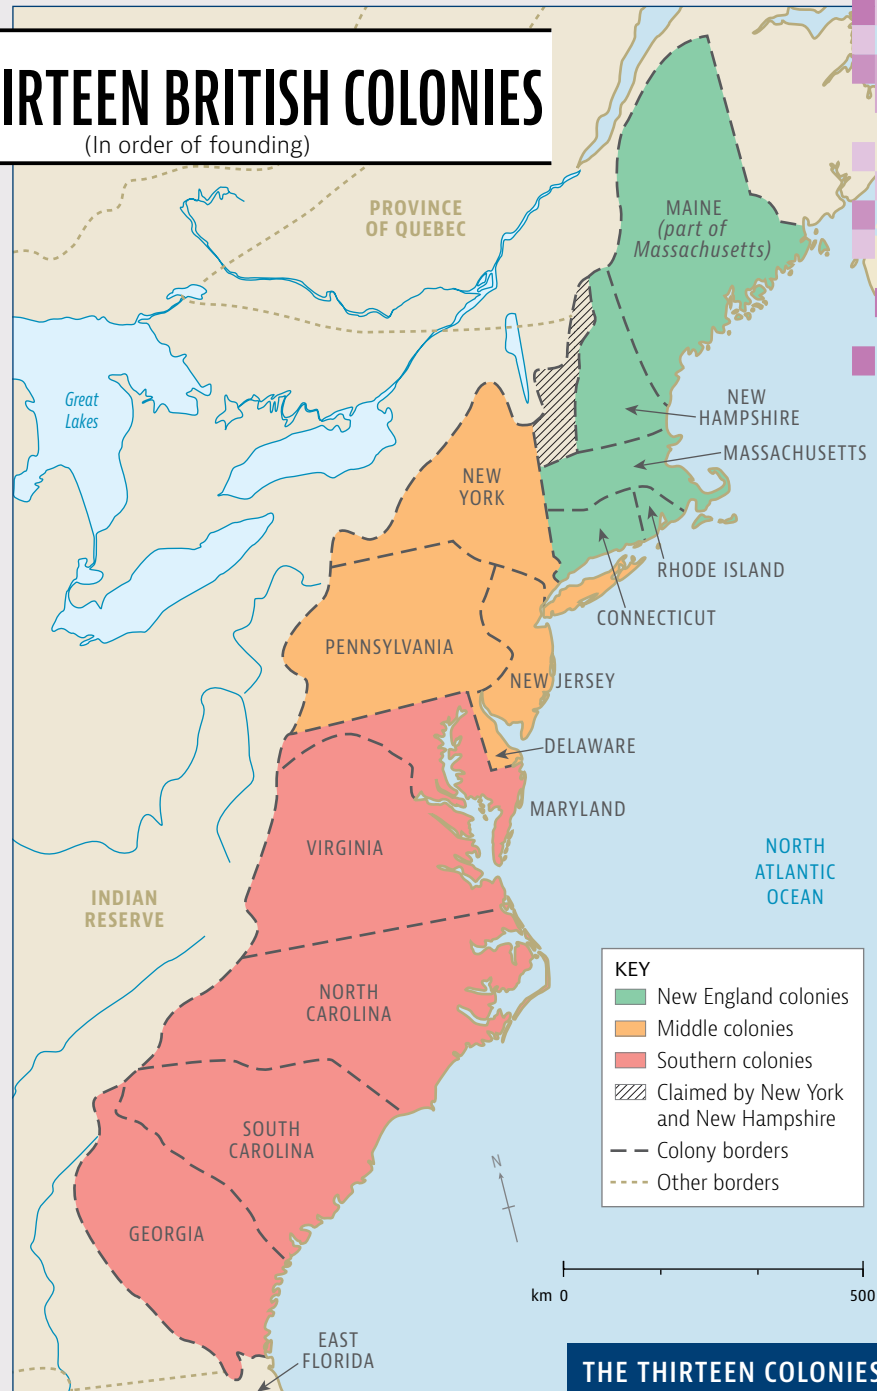 IRTEEN BRITISH COLONIES
(In order of founding)
PROVINCE
OF QUEBEC
MAINE
(part of
Massachusetts)
Great
Lakes
NEW
HAMPSHIRE
MASSACHUSETTS
NEW
YORK
RHODE ISLAND
CONNECTICUT
PENNSYLVANIA
NEW JERSEY
DELAWARE
MARYLAND
VIRGINIA
NORTH
ATLANTIC
OCEAN
INDIAN
RESERVE
NORTH
CAROLINA
KEY
New England colonies
Middle colonies
Southern colonies
Claimed by New York
and New Hampshire
Colony borders
Other borders
SOUTH
CAROLINA
N
GEORGIA
km 0
500
EAST
FLORIDA
THE THIRTEEN COLONIES